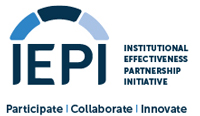 IEPI
INSTITUTIONAL
EFFECTIVENESS
PARTNERSHIP
INITIATIVE
Participate | Collaborate | Innovate